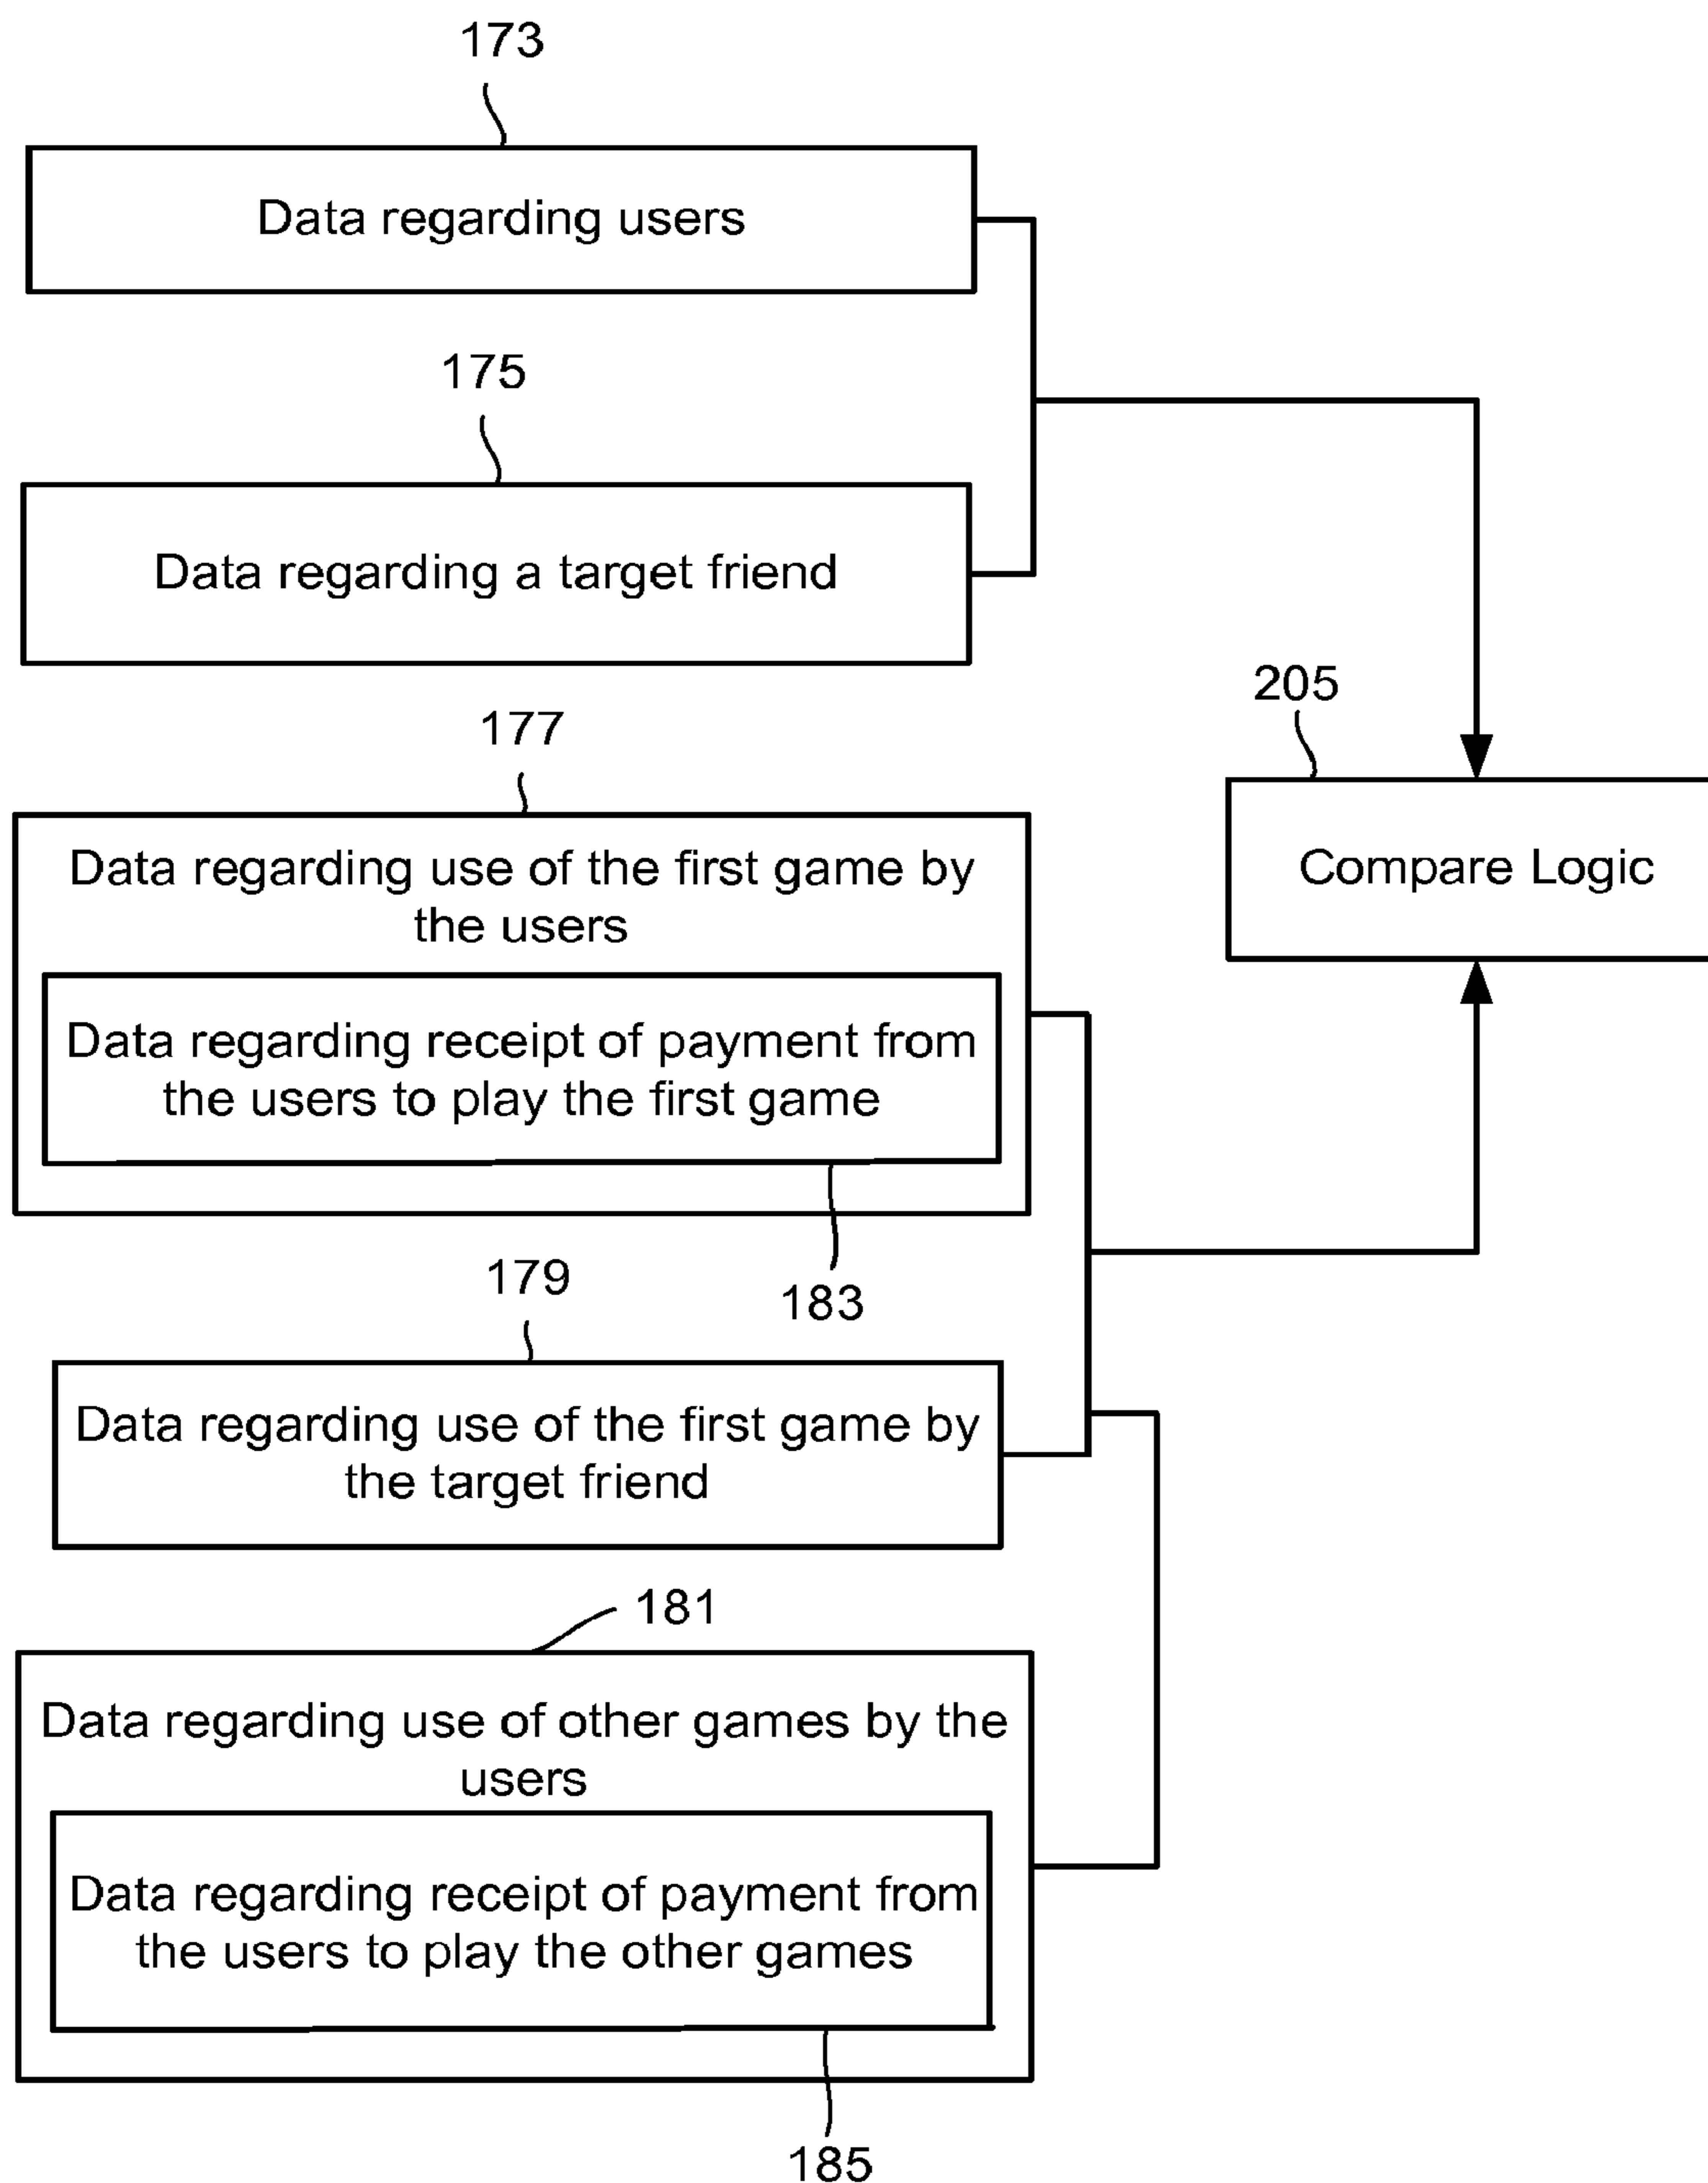 173
Data regarding users
175
Data regarding a target friend
205
Compare Logic
177
Data regarding use of the first game by
the users
Data regarding receipt of payment from
the users to play the first game
183
179
Data regarding use of the first game by
the target friend
181
Data regarding use of other games by the
users
Data regarding receipt of payment from
the users to play the other games
185